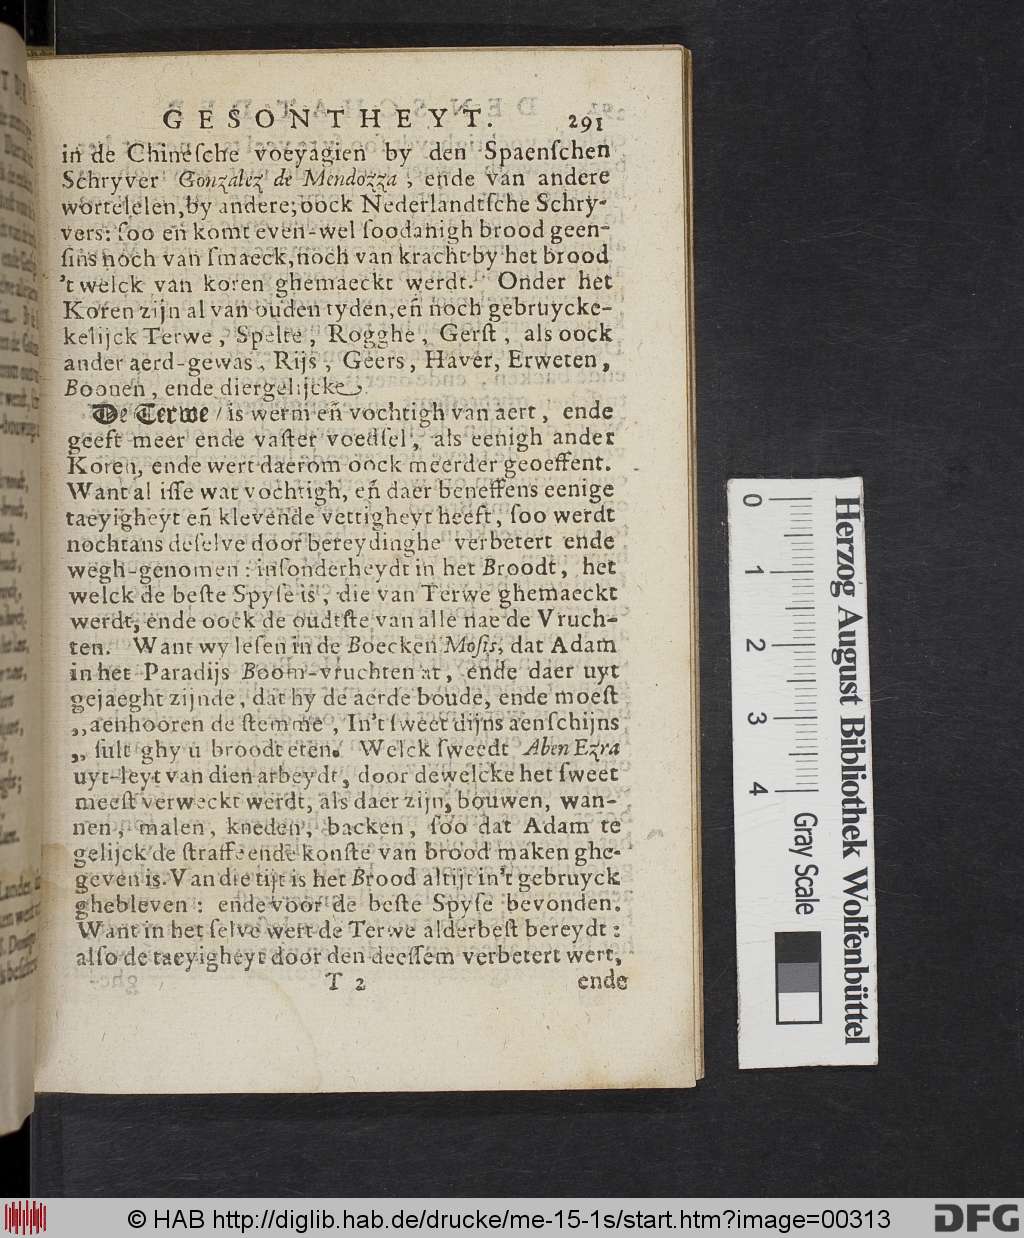 GESONTHEYT. 291
in de Chineſche voeyagien by den Spaenſchen
Schryver Gonzalez de Mendozza, ende van andere
wortelelen, by andere, oock Nederlandtſche Schry-
vers: ſoo en komt even-wel ſoodanigh brood geen-
ſins noch van ſmaeck, noch van kracht by het brood
't welck van koren ghemaeckt werdt. Onder het
Koren zijn al van ouden tyden, eñ noch gebruycke-
kelijck Terwe, Spelte, Rogghe, Gerſt, als oock
ander aerd-gewas, Rijs, Geers, Haver, Erweten,
Boonen, ende diergelijcke.
De Terwe / is werm eñ vochtigh van aert, ende
geeft meer ende vaſter voedſel, als eenigh ander
Koren, ende wert daerom oock meerder geoeffent.
Want al iſſe wat vochtigh, eñ daer beneffens eenige
taeyigheyt eñ klevende vettigheyt heeft, ſoo werdt
nochtans deſelve door bereydinghe verbetert ende
wegh-genomen: inſonderheydt in het Broodt, het
welck de beſte Spyſe is, die van Terwe ghemaeckt
werdt, ende oock de oudtſte van alle nae de Vruch-
ten. Want wy leſen in de Boecken Moſis, dat Adam
in het Paradijs Boom-vruchten at, ende daer uyt
gejaeght zijnde, dat hy de aerde boude, ende moeſt
„ aenhooren de ſtemme, In't ſweet dijns aenſchijns
„ ſult ghy u broodt eten. Welck ſweedt Aben Ezra
uyt-leyt van dien arbeydt, door dewelcke het ſweet
meeſt verweckt werdt, als daer zijn, bouwen, wan-
nen, malen, kneden, backen, ſoo dat Adam te
gelijck de ſtraffe ende konſte van brood maken ghe-
geven is. Van die tijt is het Brood altijt in't gebruyck
ghebleven: ende voor de beſte Spyſe bevonden.
Want in het ſelve wert de Terwe alderbeſt bereydt:
alſo de taeyigheyt door den deeſſem verbetert wert,
T 2 ende
0 1 2 3 4
Gray Scale
Herzog August Bibliothek Wolfenbüttel
© HAB http://diglib.hab.de/drucke/me-15-1s/start.htm?image=00313
DFG